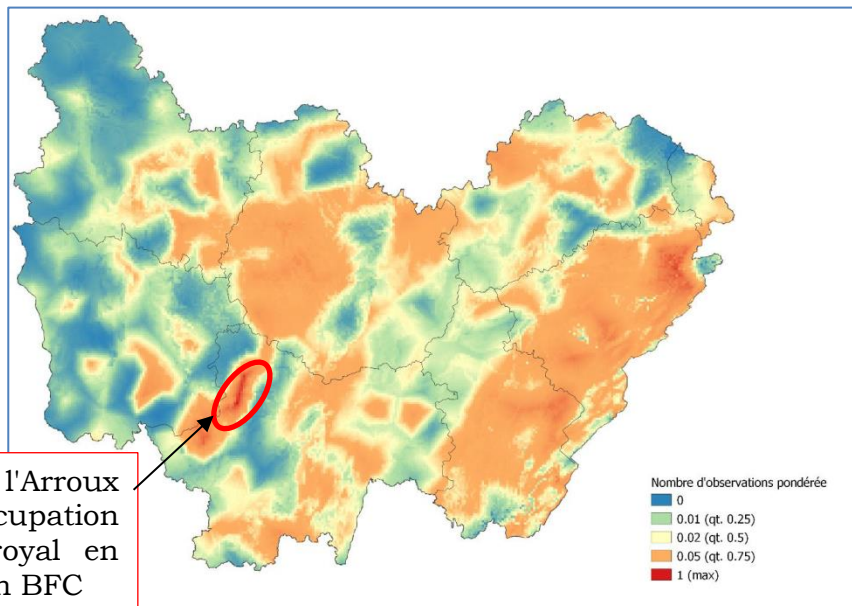 Nombre d'observations pondérée
0
0.01 (qt. 0.25)
0.02 (qt. 0.5)
0.05 (qt. 0.75)
1 (max)
l'Arroux
cupation
royal en
n BFC